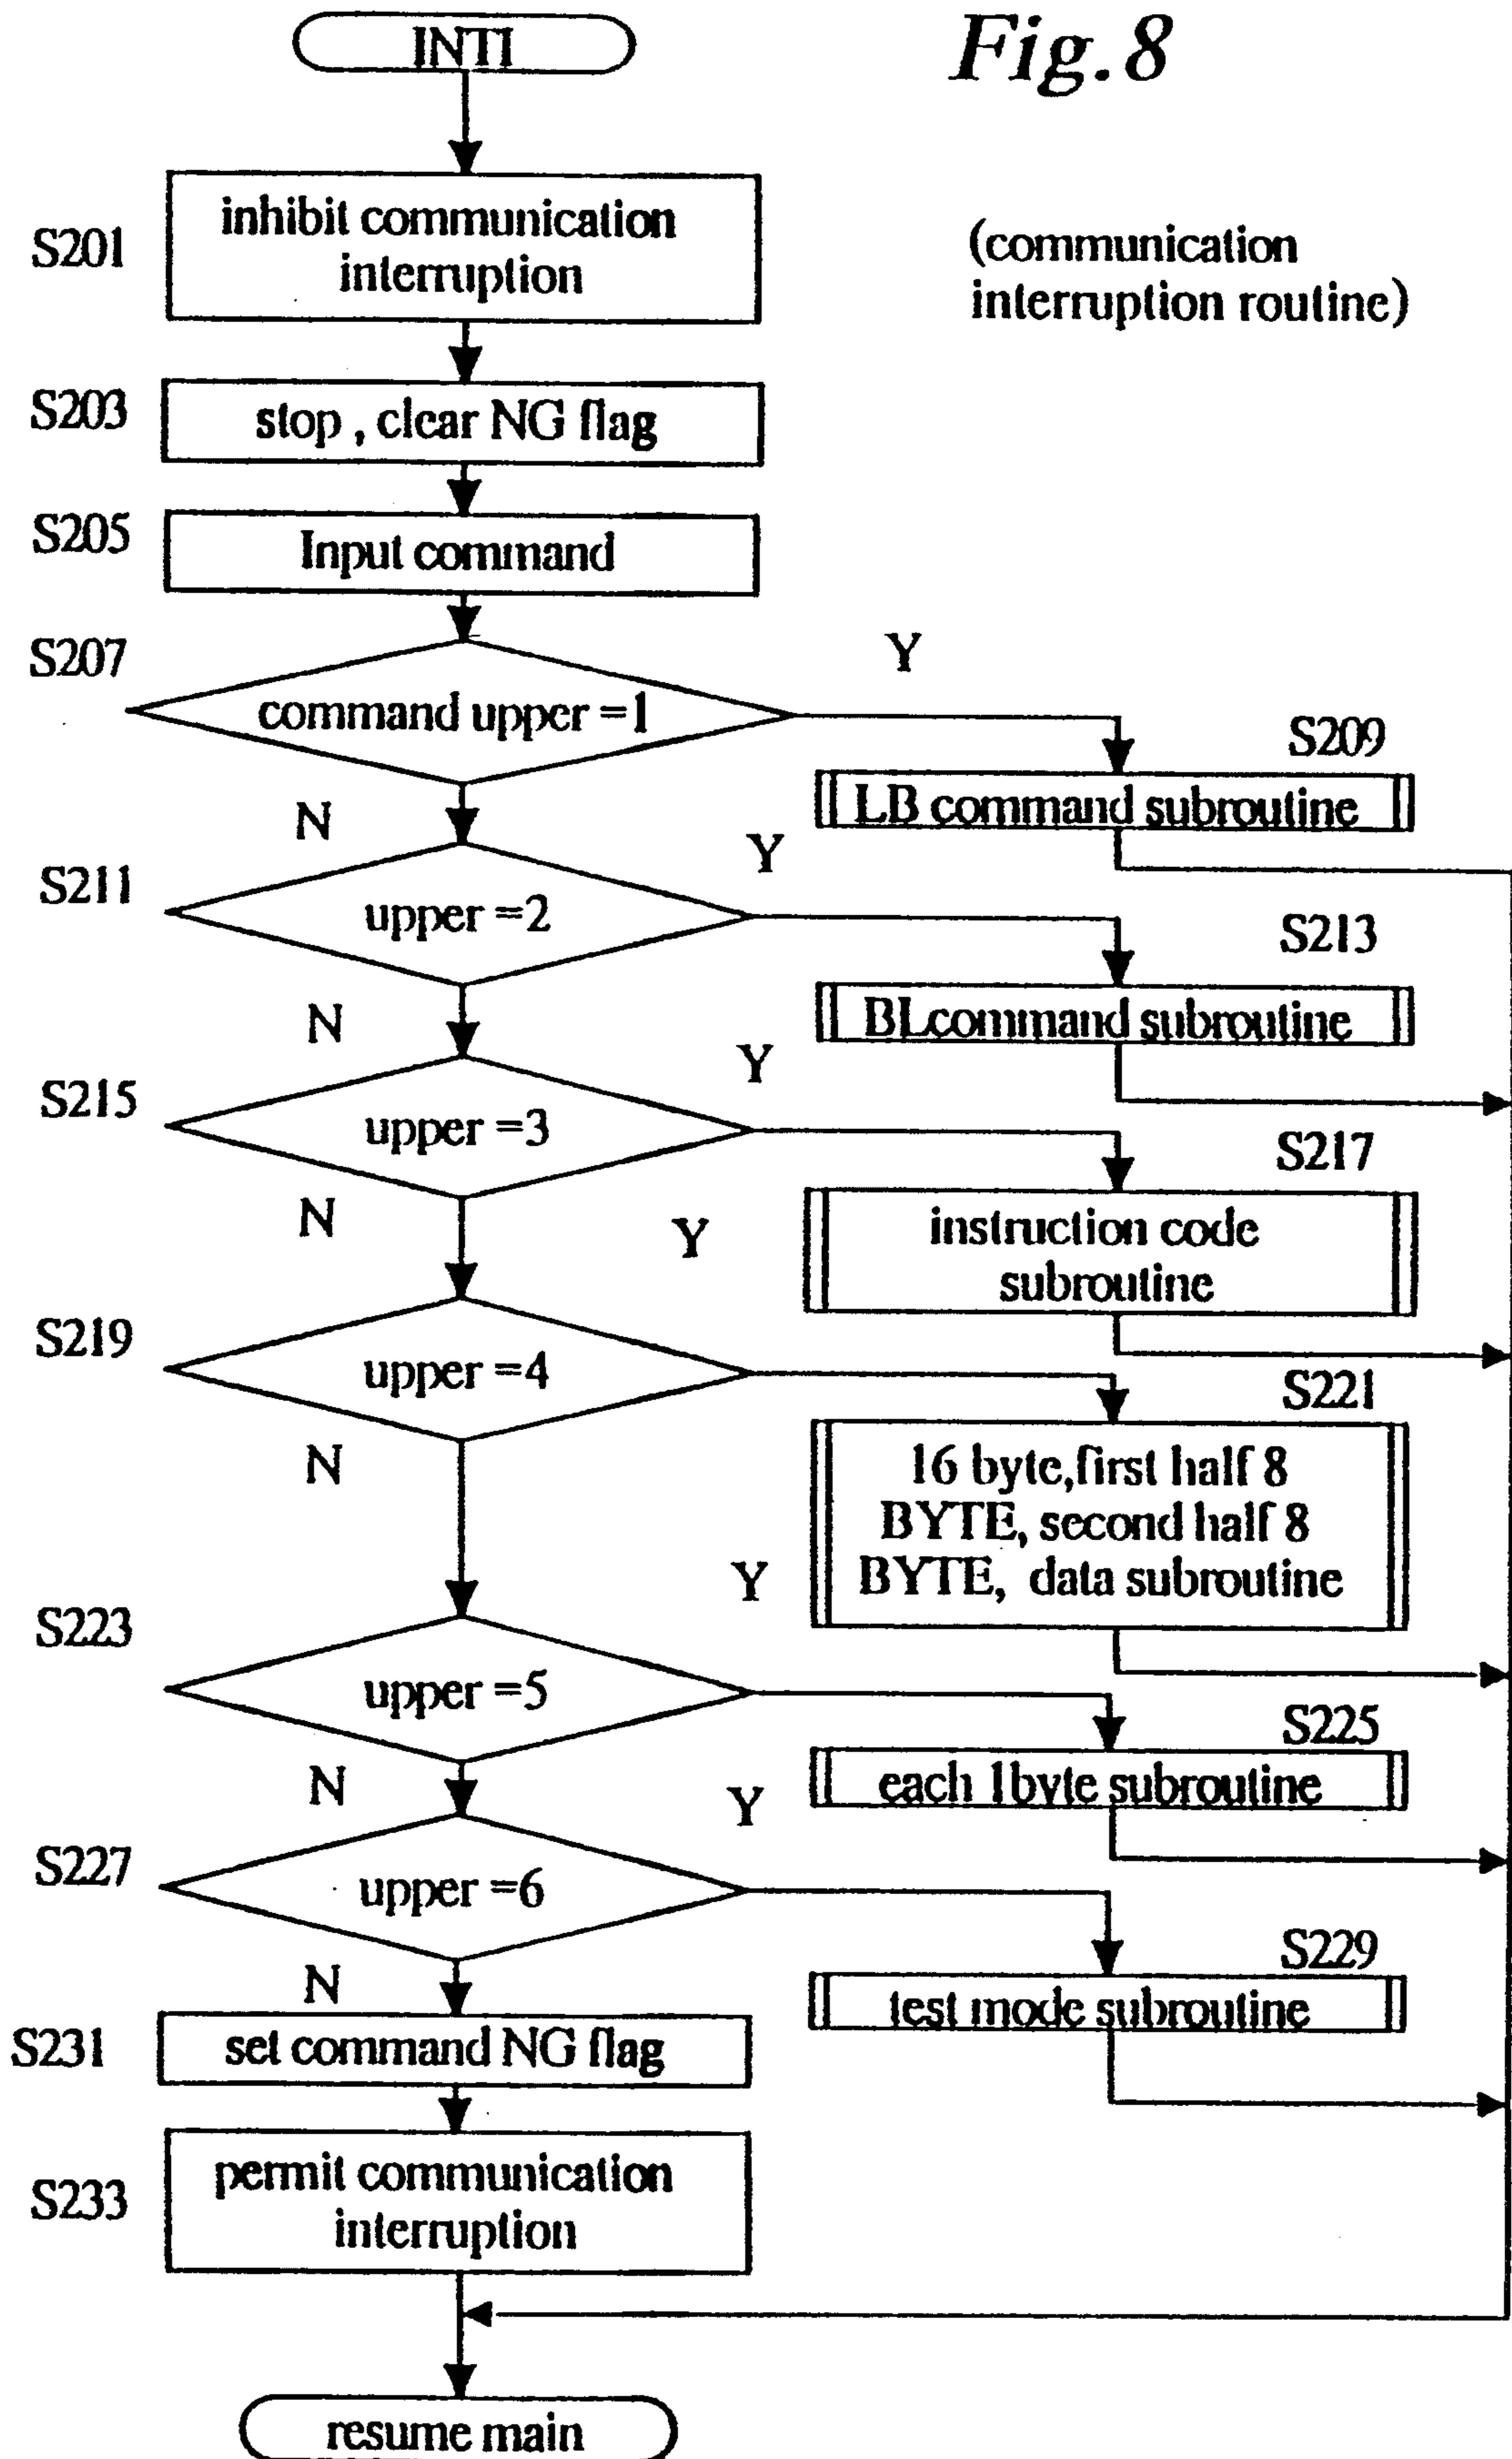 Fig.8
INTI
S201
inhibit communication
interruption
(communication
interruption routine)
S203
stop , clear NG flag
S205
Input command
S207
command upper =1
Y
N
S209
LB command subroutine
S211
upper =2
Y
N
S213
BLcommand subroutine
S215
upper =3
Y
N
S217
instruction code
subroutine
S219
upper =4
Y
N
S221
16 byte,first half 8
BYTE, second half 8
BYTE, data subroutine
S223
upper =5
Y
N
S225
each 1byte subroutine
S227
upper =6
Y
N
S229
test mode subroutine
S231
set command NG flag
S233
permit communication
interruption
resume main